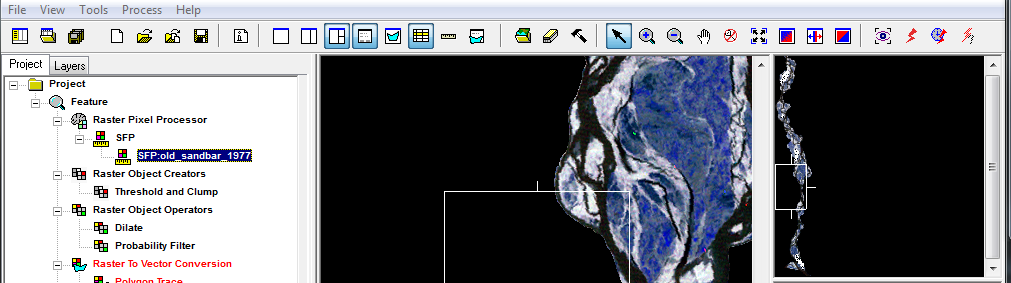 File View Tools Process Help
Project Layers
Project
Feature
Raster Pixel Processor
SFP
SFP:old_sandbar_1977
Raster Object Creators
Threshold and Clump
Raster Object Operators
Dilate
Probability Filter
Raster To Vector Conversion
Polygon Trace